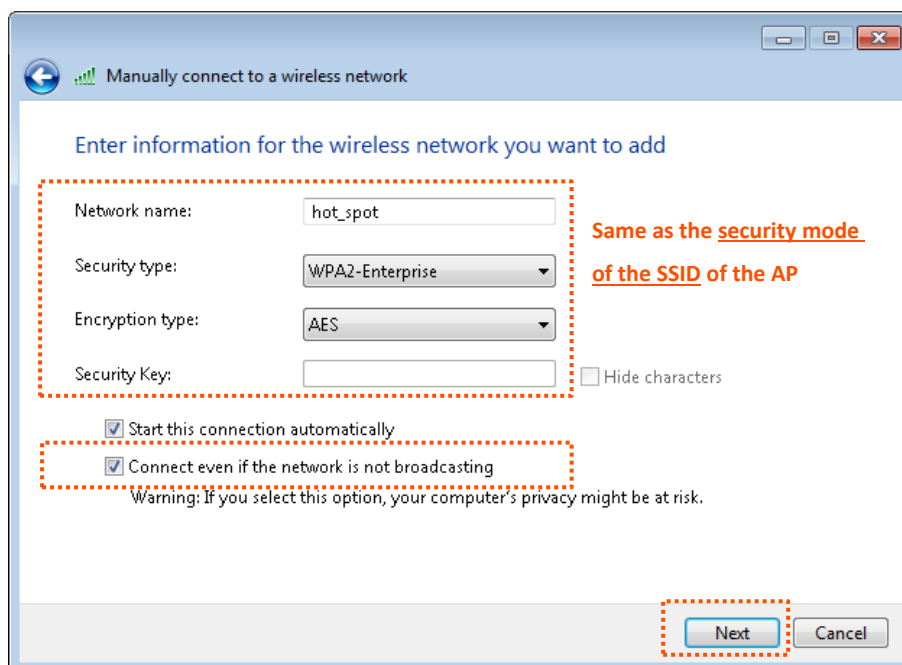 Manually connect to a wireless network
Enter information for the wireless network you want to add
Network name:
hot_spot
Same as the security mode
of the SSID of the AP
Security type:
WPA2-Enterprise
Encryption type:
AES
Security Key:
Hide characters
Start this connection automatically
Connect even if the network is not broadcasting
Warning: If you select this option, your computer's privacy might be at risk.
Next
Cancel